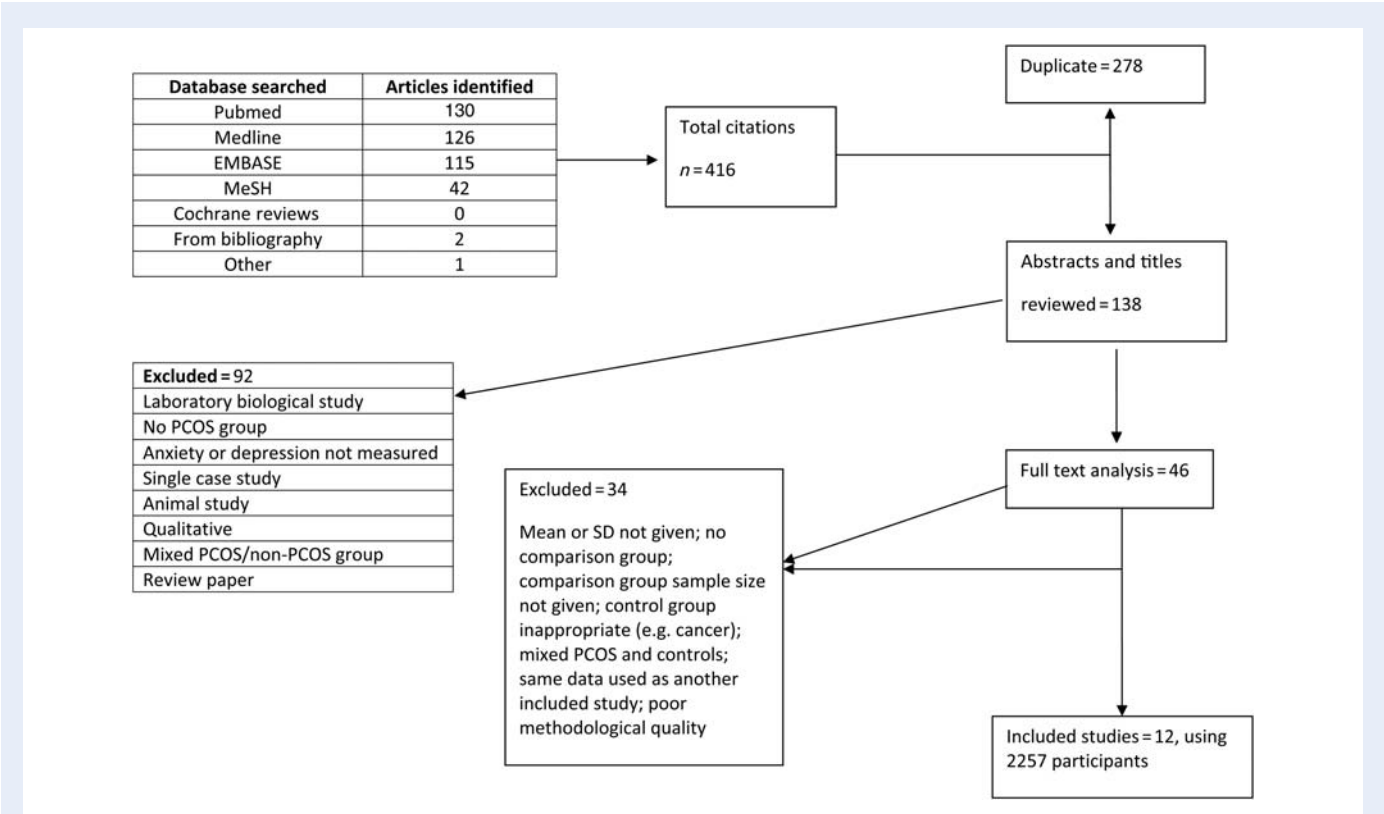 Database searched Articles identified
Pubmed 130
Medline 126
EMBASE 115
MeSH 42
Cochrane reviews 0
From bibliography 2
Other 1
Total citations
n = 416
Duplicate = 278
Abstracts and titles
reviewed = 138
Excluded = 92
Laboratory biological study
No PCOS group
Anxiety or depression not measured
Single case study
Animal study
Qualitative
Mixed PCOS/non-PCOS group
Review paper
Full text analysis = 46
Excluded = 34
Mean or SD not given; no
comparison group;
comparison group sample size
not given; control group
inappropriate (e.g. cancer);
mixed PCOS and controls;
same data used as another
included study; poor
methodological quality
Included studies = 12, using
2257 participants